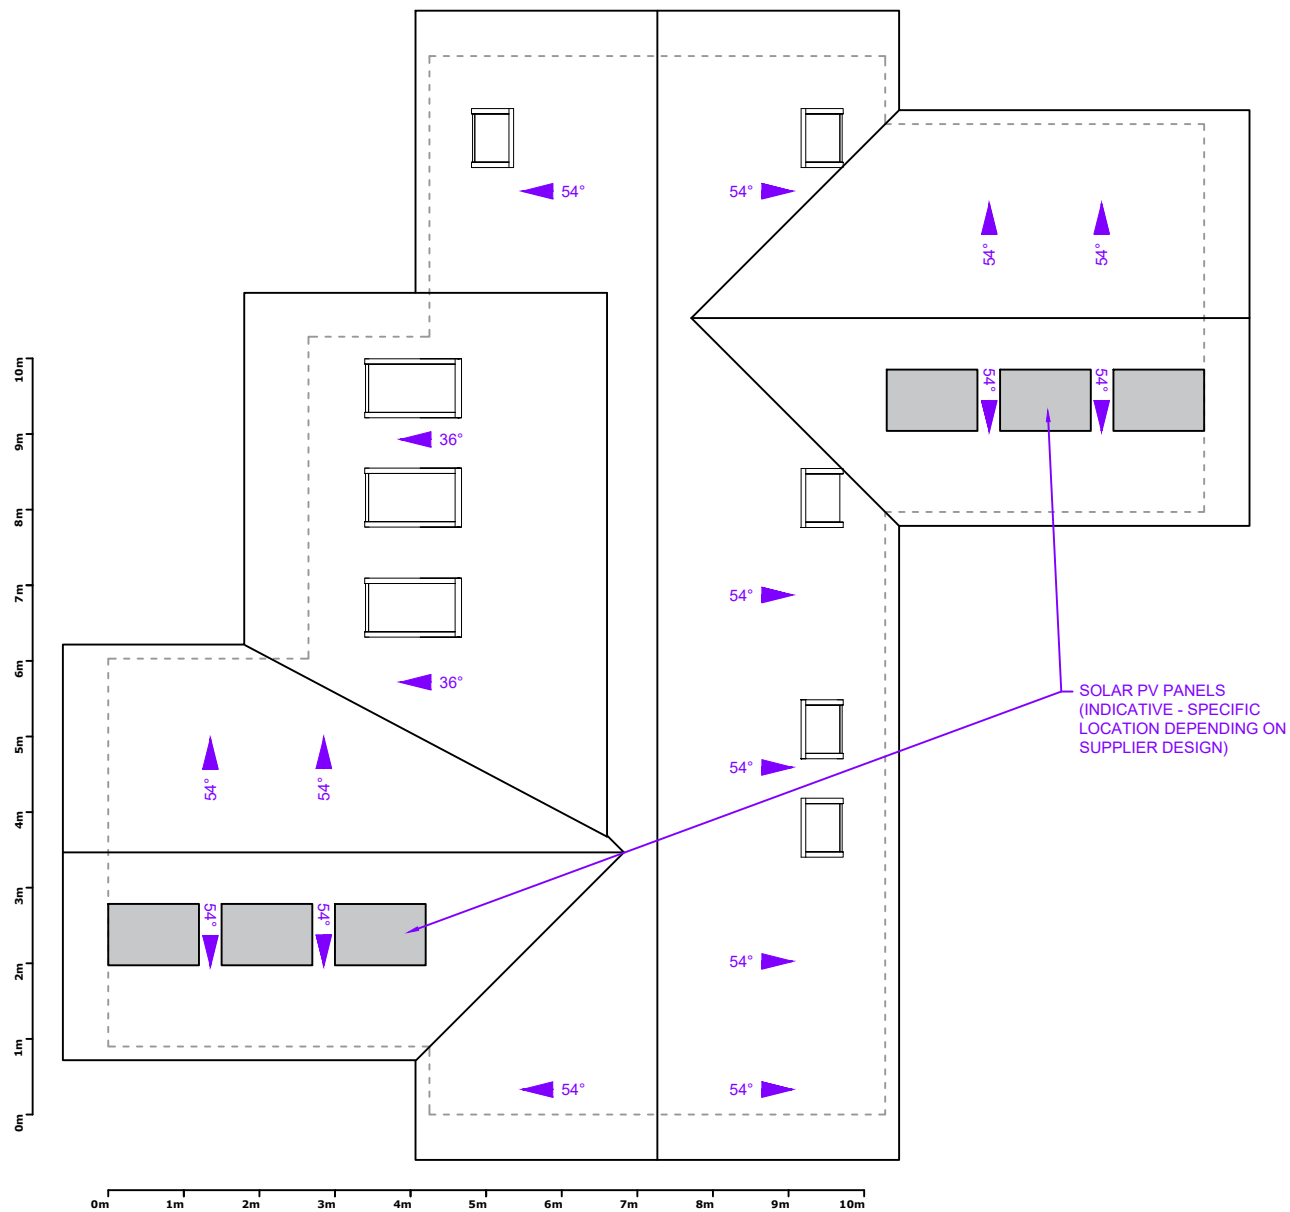 54°
54°
54°
54°
10m
54°
54°
9m
36°
8m
7m
54°
6m
36°
SOLAR PV PANELS
(INDICATIVE - SPECIFIC
LOCATION DEPENDING ON
SUPPLIER DESIGN)
5m
54°
54°
54°
4m
3m
54°
54°
2m
54°
1m
54°
54°
0m
0m 1m 2m 3m 4m 5m 6m 7m 8m 9m 10m